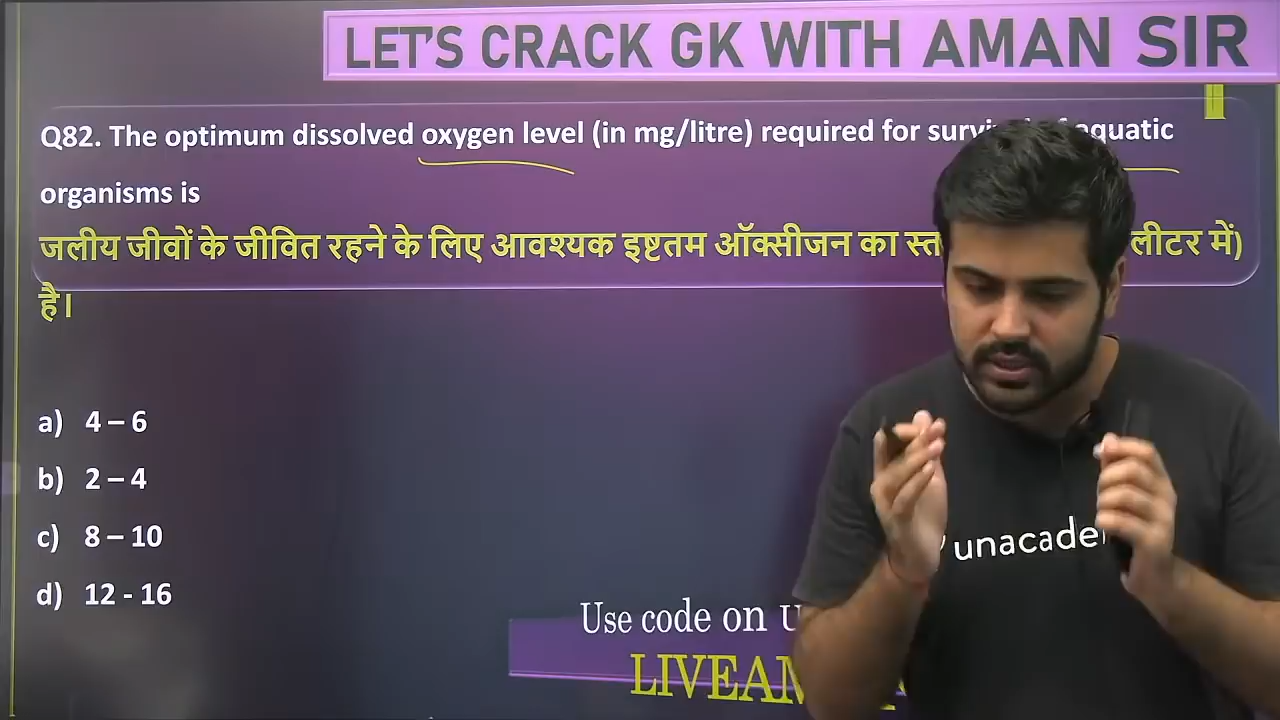 LET'S CRACK GK WITH AMAN SIR
Q82. The optimum dissolved oxygen level (in mg/litre) required for aquatic
organisms is
जलीय जीवों के जीवित रहने के लिए आवश्यक इष्टतम ऑक्सीजन का लीटर में)
है।
a) 4 – 6
b) 2 – 4
c) 8 – 10
d) 12 - 16
unacade
Use code on